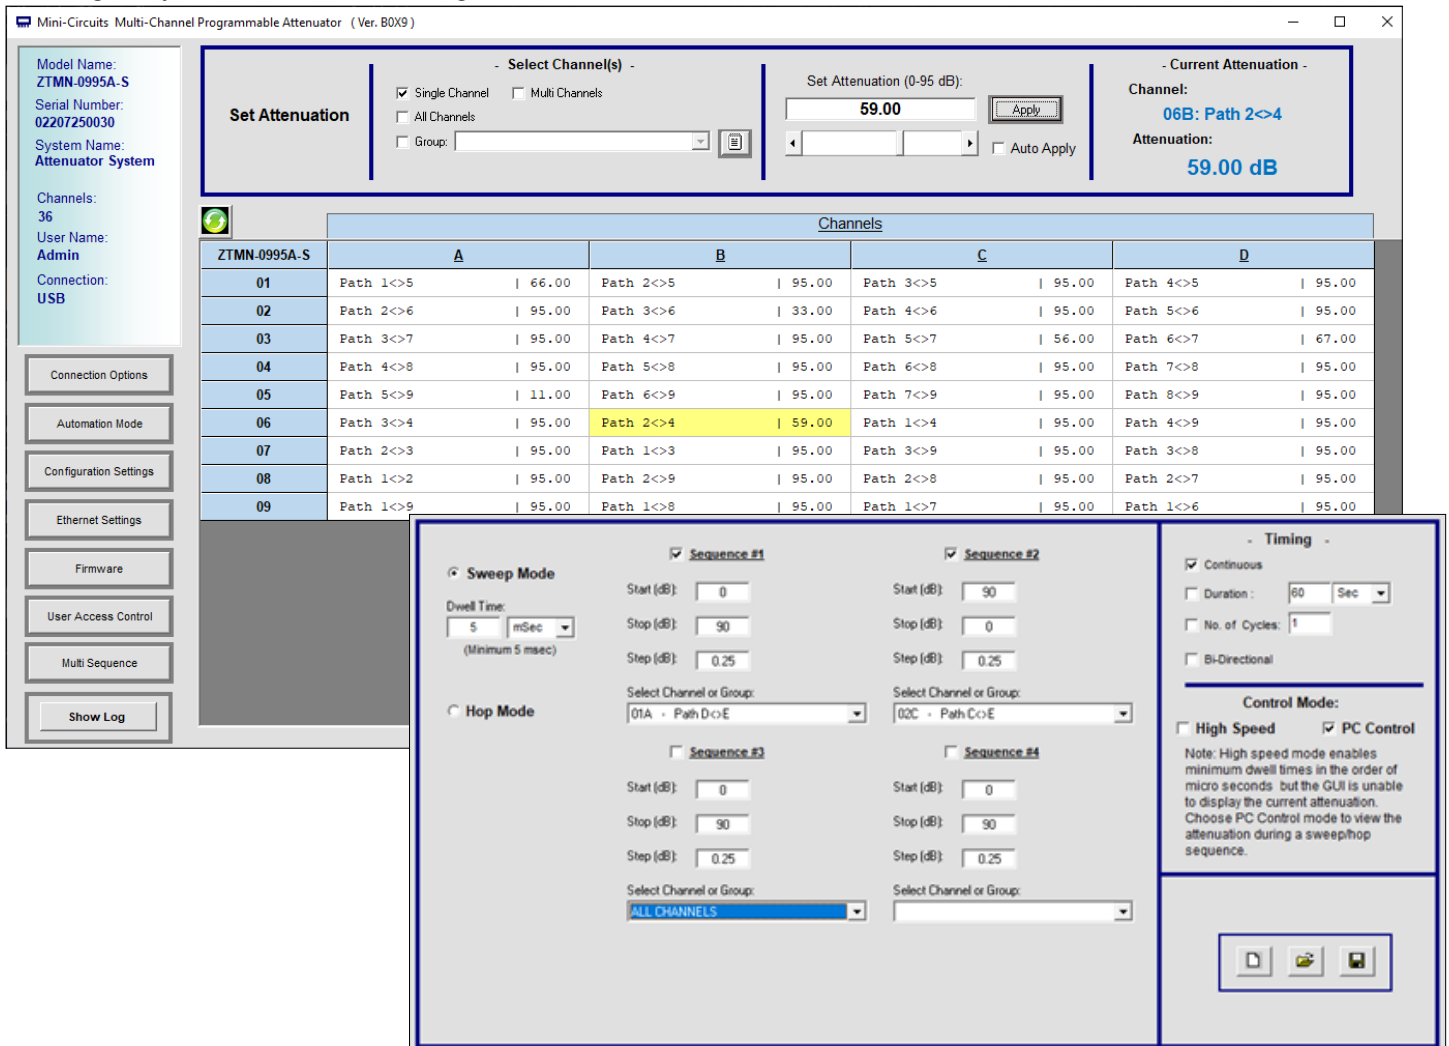 Mini-Circuits  Multi-Channel Programmable Attenuator  ( Ver. B0X9 )
Model Name:
ZTMN-0995A-S
Serial Number:
02207250030
System Name:
Attenuator System
Channels:
36
User Name:
Admin
Connection:
USB
Connection Options
Automation Mode
Configuration Settings
Ethernet Settings
Firmware
User Access Control
Multi Sequence
Show Log
Set Attenuation
- Select Channel(s) -
Single Channel Multi Channels
All Channels
Group:
Set Attenuation (0-95 dB):
59.00 Apply
Auto Apply
- Current Attenuation -
Channel:
06B: Path 2<>4
Attenuation:
59.00 dB
Channels
ZTMN-0995A-S A B C D
01 Path 1<>5 | 66.00 Path 2<>5 | 95.00 Path 3<>5 | 95.00 Path 4<>5 | 95.00
02 Path 2<>6 | 95.00 Path 3<>6 | 33.00 Path 4<>6 | 95.00 Path 5<>6 | 95.00
03 Path 3<>7 | 95.00 Path 4<>7 | 95.00 Path 5<>7 | 56.00 Path 6<>7 | 67.00
04 Path 4<>8 | 95.00 Path 5<>8 | 95.00 Path 6<>8 | 95.00 Path 7<>8 | 95.00
05 Path 5<>9 | 11.00 Path 6<>9 | 95.00 Path 7<>9 | 95.00 Path 8<>9 | 95.00
06 Path 3<>4 | 95.00 Path 2<>4 | 59.00 Path 1<>4 | 95.00 Path 4<>9 | 95.00
07 Path 2<>3 | 95.00 Path 1<>3 | 95.00 Path 3<>9 | 95.00 Path 3<>8 | 95.00
08 Path 1<>2 | 95.00 Path 2<>9 | 95.00 Path 2<>8 | 95.00 Path 2<>7 | 95.00
09 Path 1<>9 | 95.00 Path 1<>8 | 95.00 Path 1<>7 | 95.00 Path 1<>6 | 95.00
Sweep Mode
Dwell Time:
5 mSec
(Minimum 5 msec)
Hop Mode
Sequence #1
Start (dB): 0
Stop (dB): 90
Step (dB): 0.25
Select Channel or Group:
01A - Path D<>E
Sequence #2
Start (dB): 90
Stop (dB): 0
Step (dB): 0.25
Select Channel or Group:
02C - Path C<>E
Sequence #3
Start (dB): 0
Stop (dB): 90
Step (dB): 0.25
Select Channel or Group:
ALL CHANNELS
Sequence #4
Start (dB): 0
Stop (dB): 90
Step (dB): 0.25
Select Channel or Group:
- Timing -
Continuous
Duration : 60 Sec
No. of Cycles: 1
Bi-Directional
Control Mode:
High Speed PC Control
Note: High speed mode enables
minimum dwell times in the order of
micro seconds but the GUI is unable
to display the current attenuation.
Choose PC Control mode to view the
attenuation during a sweep/hop
sequence.